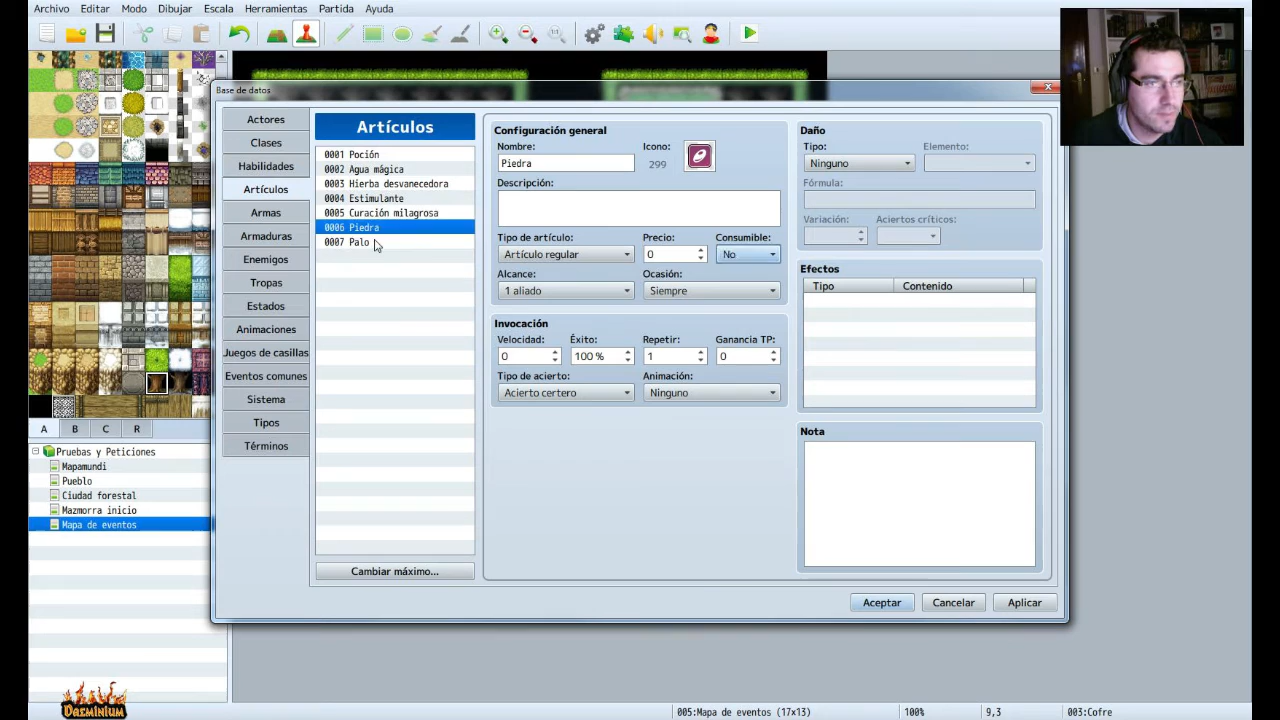 Archivo Editar Modo Dibujar Escala Herramientas Partida Ayuda
Base de datos
Actores
Clases
Habilidades
Artículos
Armas
Armaduras
Enemigos
Tropas
Estados
Animaciones
Juegos de casillas
Eventos comunes
Sistema
Tipos
Términos
Artículos
0001 Poción
0002 Agua mágica
0003 Hierba desvanecedora
0004 Estimulante
0005 Curación milagrosa
0006 Piedra
0007 Palo
Cambiar máximo...
Configuración general
Nombre: Icono:
Piedra 299
Descripción:
Tipo de artículo: Precio: Consumible:
Artículo regular 0 No
Alcance: Ocasión:
1 aliado Siempre
Invocación
Velocidad: Éxito: Repetir: Ganancia TP:
0 100 % 1 0
Tipo de acierto: Animación:
Acierto certero Ninguno
Daño
Tipo: Elemento:
Ninguno
Fórmula:
Variación: Aciertos críticos:
Efectos
Tipo Contenido
Nota
Aceptar Cancelar Aplicar
A B C R
Pruebas y Peticiones
Mapamundi
Pueblo
Ciudad forestal
Mazmorra inicio
Mapa de eventos
Dasminium
005:Mapa de eventos (17x13) 100% 9,3 003:Cofre